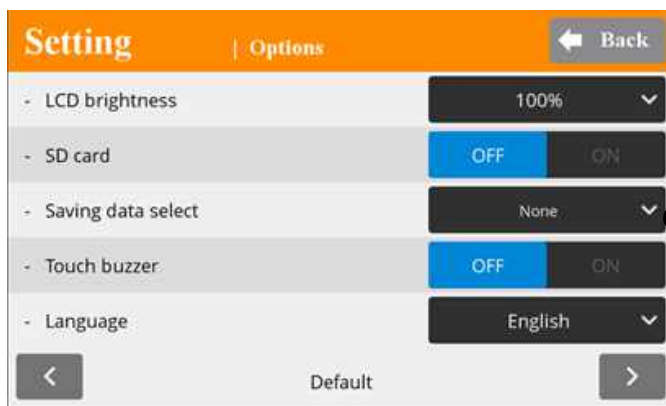 Setting | Options Back
- LCD brightness 100%
- SD card OFF ON
- Saving data select None
- Touch buzzer OFF ON
- Language English
Default